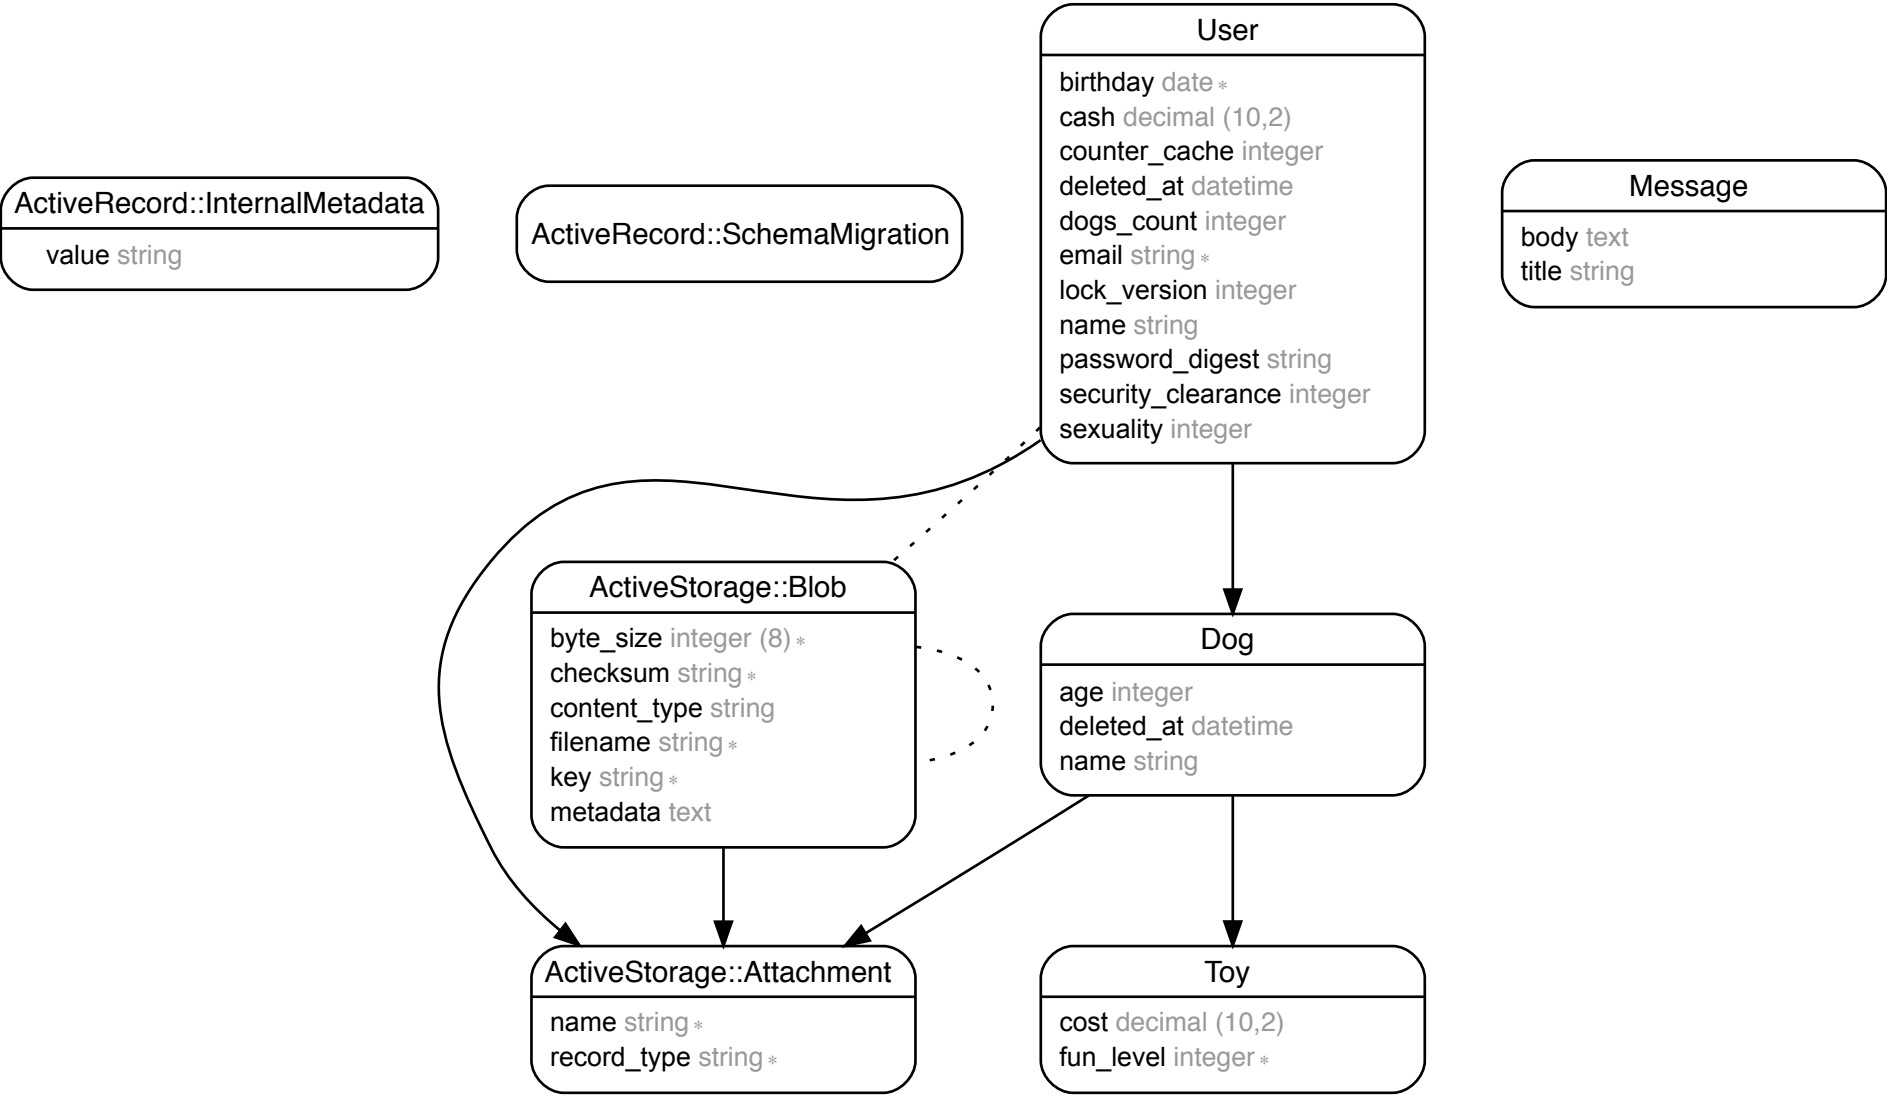 User
birthday date *
cash decimal (10,2)
counter_cache integer
deleted_at datetime
dogs_count integer
email string *
lock_version integer
name string
password_digest string
security_clearance integer
sexuality integer
ActiveRecord::InternalMetadata
value string
ActiveRecord::SchemaMigration
Message
body text
title string
ActiveStorage::Blob
byte_size integer (8) *
checksum string *
content_type string
filename string *
key string *
metadata text
Dog
age integer
deleted_at datetime
name string
ActiveStorage::Attachment
name string *
record_type string *
Toy
cost decimal (10,2)
fun_level integer *